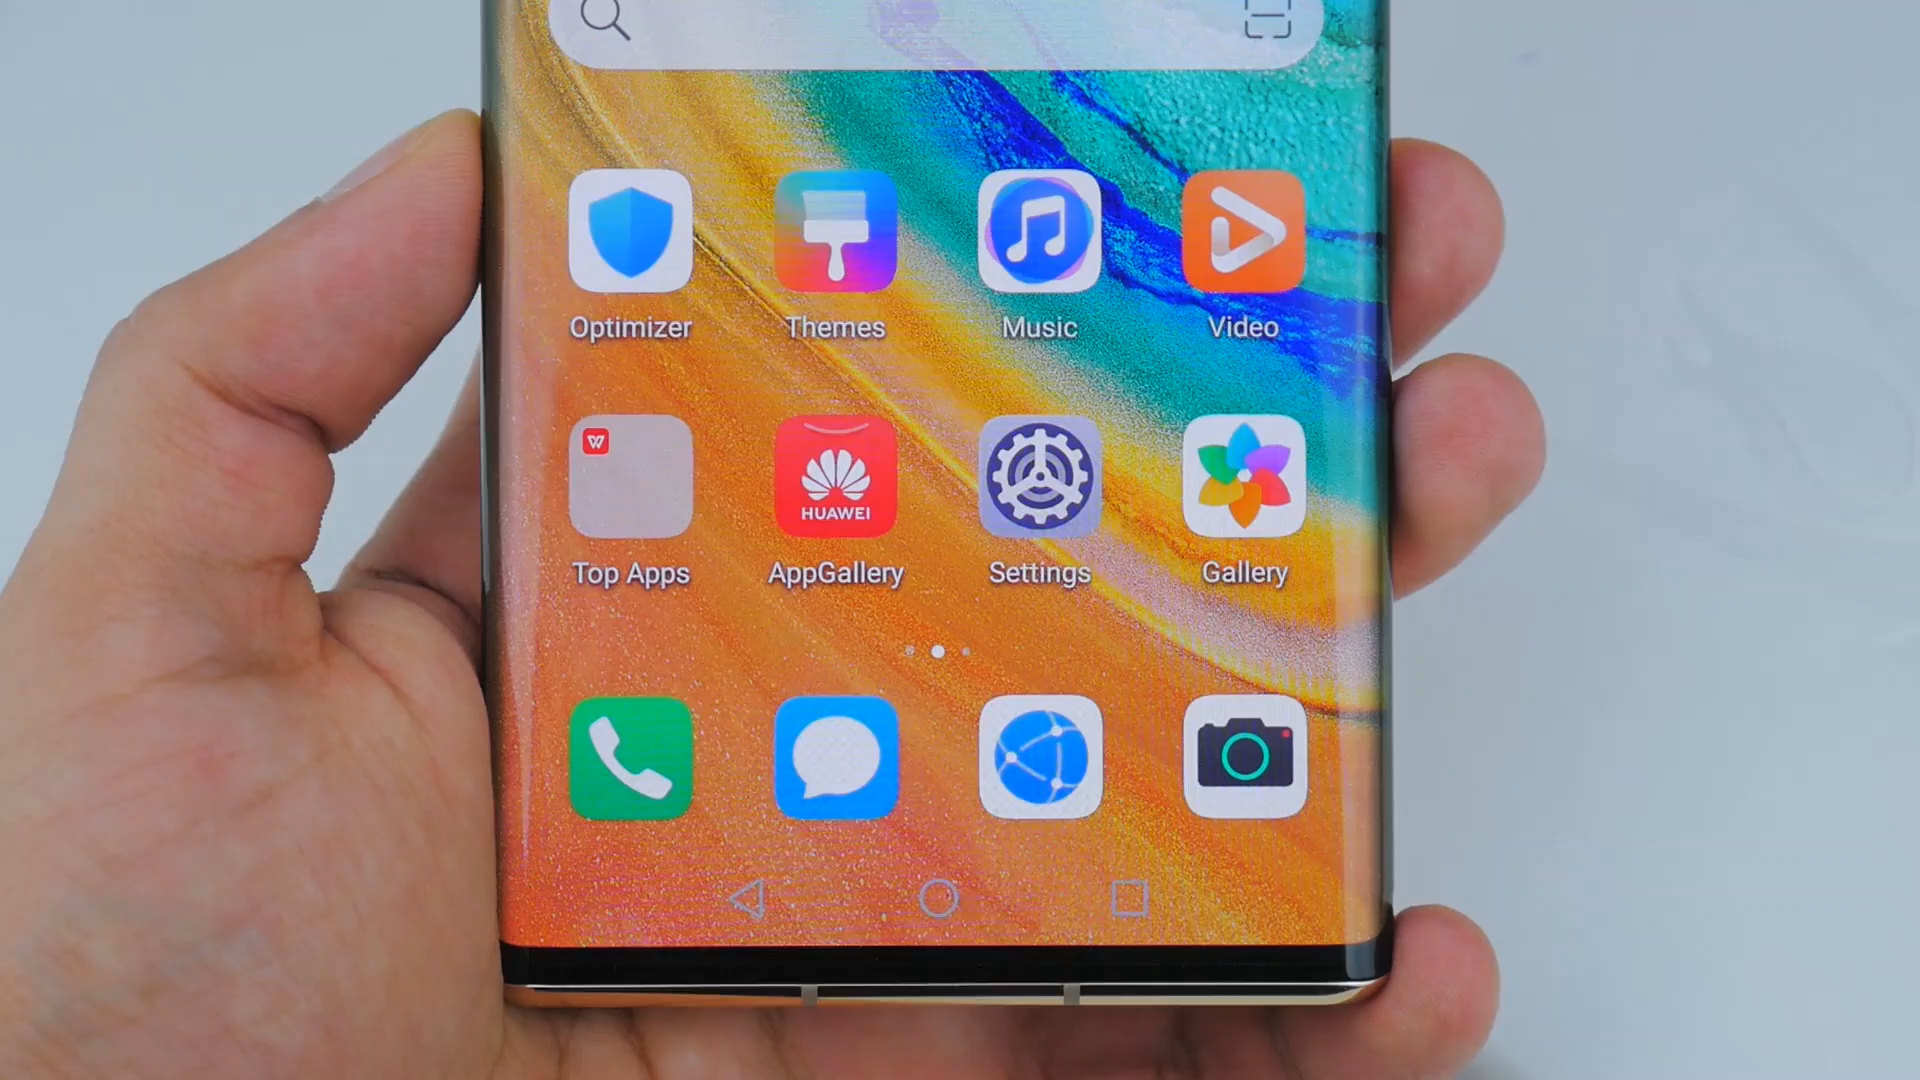 Optimizer Themes Music Video
W
HUAWEI
Top Apps AppGallery Settings Gallery